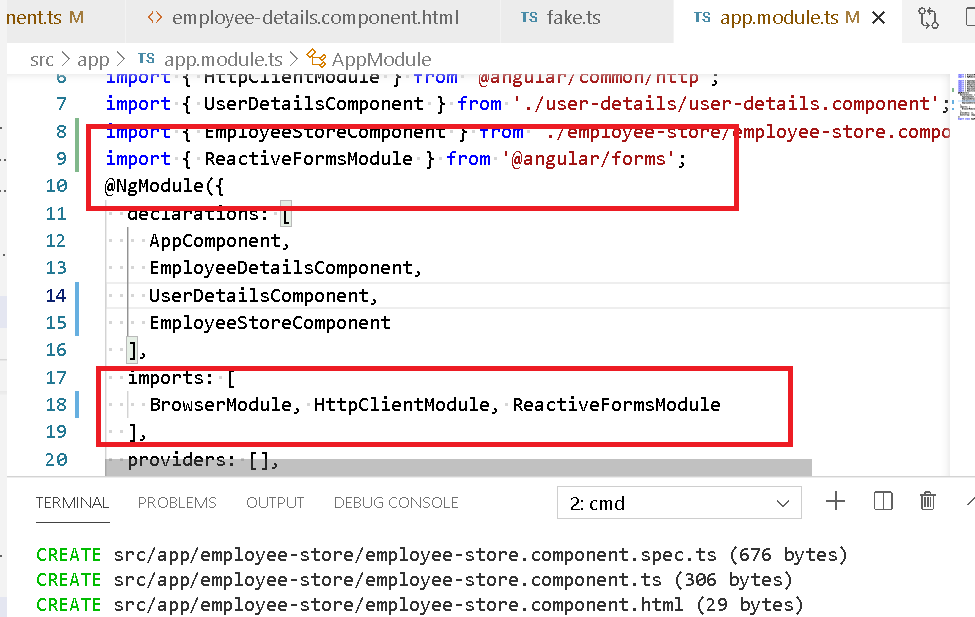 nent.ts M
employee-details.component.html
TS fake.ts
TS app.module.ts M
src > app > TS app.module.ts > AppModule
6 import { HttpClientModule } from '@angular/common/http';
7 import { UserDetailsComponent } from './user-details/user-details.component';
8 import { EmployeeStoreComponent } from './employee-store/employee-store.compo
9 import { ReactiveFormsModule } from '@angular/forms';
10 @NgModule({
11 declarations: [
12 AppComponent,
13 EmployeeDetailsComponent,
14 UserDetailsComponent,
15 EmployeeStoreComponent
16 ],
17 imports: [
18 BrowserModule, HttpClientModule, ReactiveFormsModule
19 ],
20 providers: [],
TERMINAL PROBLEMS OUTPUT DEBUG CONSOLE 2: cmd
CREATE src/app/employee-store/employee-store.component.spec.ts (676 bytes)
CREATE src/app/employee-store/employee-store.component.ts (306 bytes)
CREATE src/app/employee-store/employee-store.component.html (29 bytes)